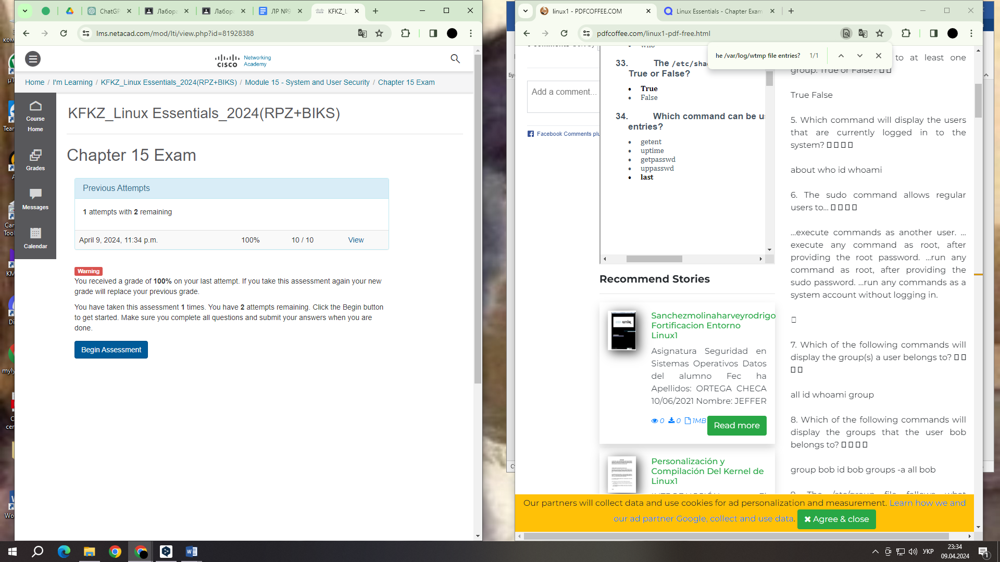 ChatGP
Лабор
Лабор
ЛР №9
KFKZ_L
lms.netacad.com/mod/lti/view.php?id=81928388
CISCO
Networking
Academy
Home / I'm Learning / KFKZ_Linux Essentials_2024(RPZ+BIKS) / Module 15 - System and User Security / Chapter 15 Exam
Course
Home
Grades
Messages
Calendar
KFKZ_Linux Essentials_2024(RPZ+BIKS)
Chapter 15 Exam
Previous Attempts
1 attempts with 2 remaining
April 9, 2024, 11:34 p.m. 100% 10 / 10 View
Warning
You received a grade of 100% on your last attempt. If you take this assessment again your new
grade will replace your previous grade.
You have taken this assessment 1 times. You have 2 attempts remaining. Click the Begin button
to get started. Make sure you complete all questions and submit your answers when you are
done.
Begin Assessment
linux1 - PDFCOFFEE.COM
Linux Essentials - Chapter Exam
pdfcoffee.com/linux1-pdf-free.html
he /var/log/wtmp file entries? 1/1
Add a comment...
Facebook Comments plu
who
33. The /etc/sha
True or False?
• True
• False
34. Which command can be u
entries?
• getent
• uptime
• getpasswd
• uppasswd
• last
Recommend Stories
Sanchezmolinaharveyrodrigo
Fortificacion Entorno
Linux1
Asignatura Seguridad en
Sistemas Operativos Datos
del alumno Fec ha
Apellidos: ORTEGA CHECA
10/06/2021 Nombre: JEFFER
0 0 1MB
Read more
Personalización y
Compilación Del Kernel de
Linux1
to at least one
group. True or False?
True False
5. Which command will display the users
that are currently logged in to the
system?
about who id whoami
6. The sudo command allows regular
users to...
...execute commands as another user. ...
execute any command as root, after
providing the root password. ...run any
command as root, after providing the
sudo password. ...run any commands as a
system account without logging in.
7. Which of the following commands will
display the group(s) a user belongs to?
all id whoami group
8. Which of the following commands will
display the groups that the user bob
belongs to?
group bob id bob groups -a all bob
9. The /etc/group file follows what
Our partners will collect data and use cookies for ad personalization and measurement. Learn how we and
our ad partner Google, collect and use data.
✖ Agree & close
УКР
23:34
09.04.2024
1